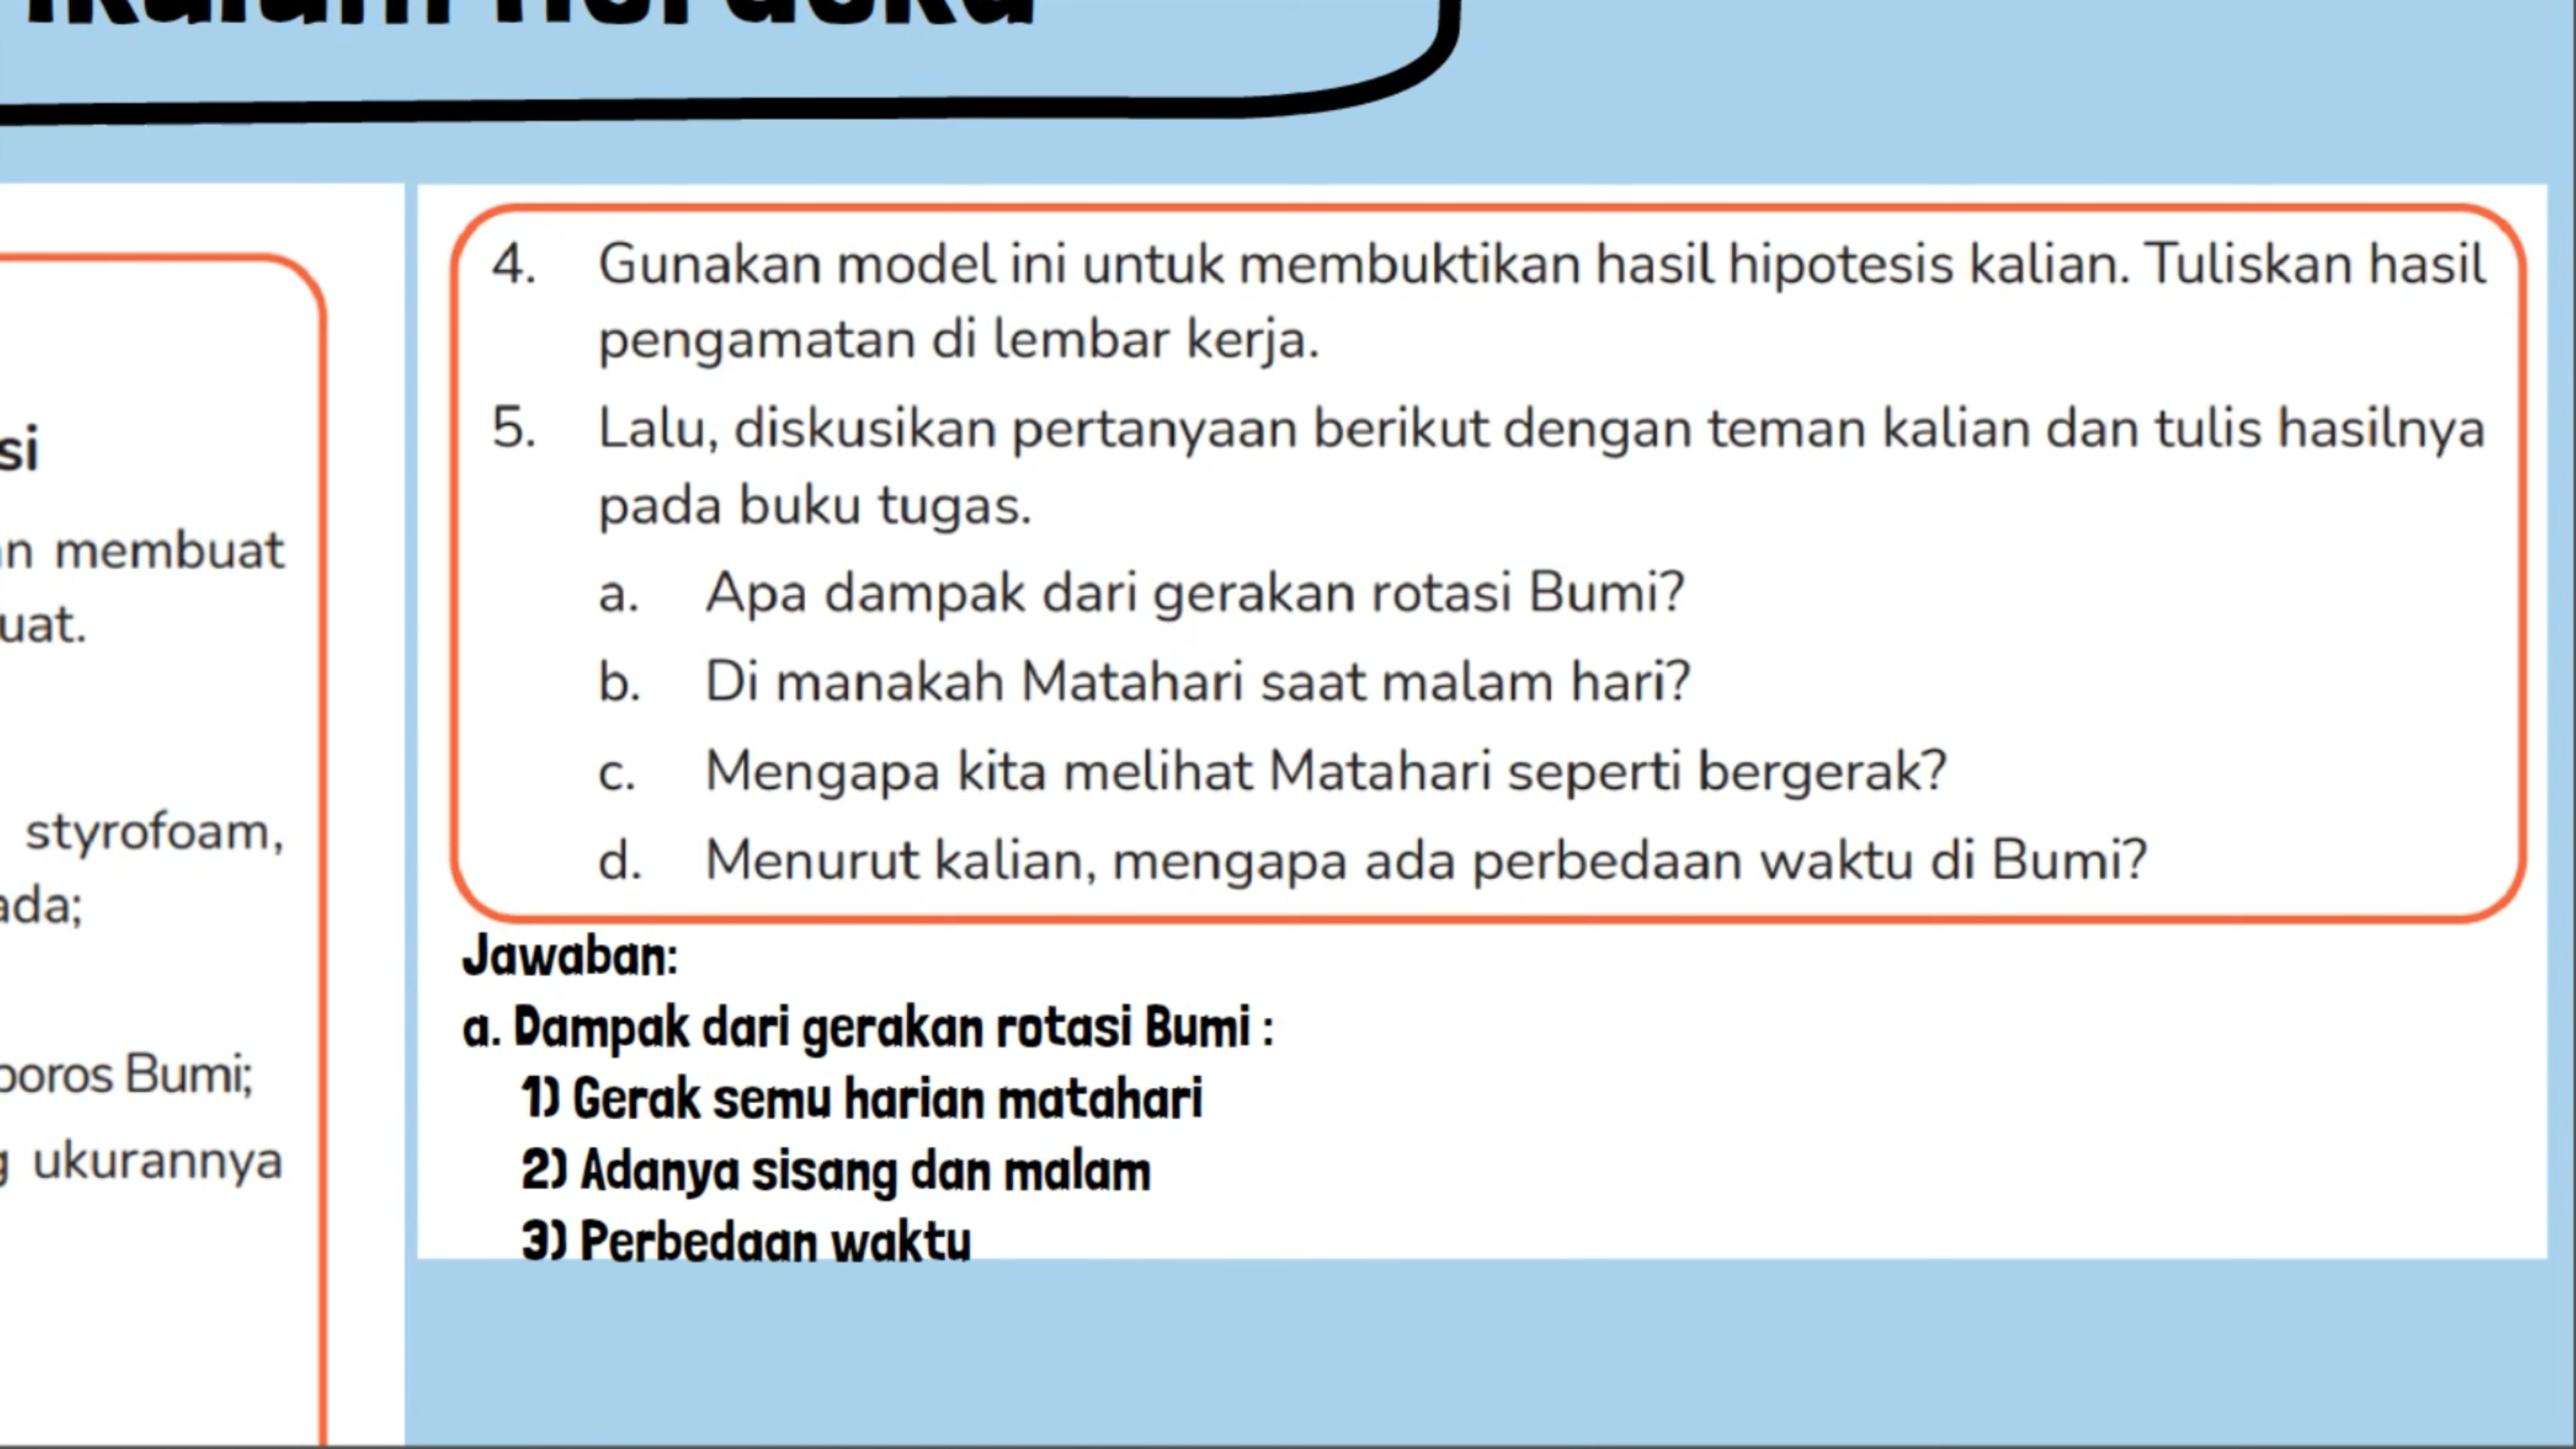 si
membuat
uat.
styrofoam,
ada;
poros Bumi;
ukurannya
4. Gunakan model ini untuk membuktikan hasil hipotesis kalian. Tuliskan hasil
pengamatan di lembar kerja.
5. Lalu, diskusikan pertanyaan berikut dengan teman kalian dan tulis hasilnya
pada buku tugas.
a. Apa dampak dari gerakan rotasi Bumi?
b. Di manakah Matahari saat malam hari?
c. Mengapa kita melihat Matahari seperti bergerak?
d. Menurut kalian, mengapa ada perbedaan waktu di Bumi?
Jawaban:
a. Dampak dari gerakan rotasi Bumi :
1) Gerak semu harian matahari
2) Adanya sisang dan malam
3) Perbedaan waktu